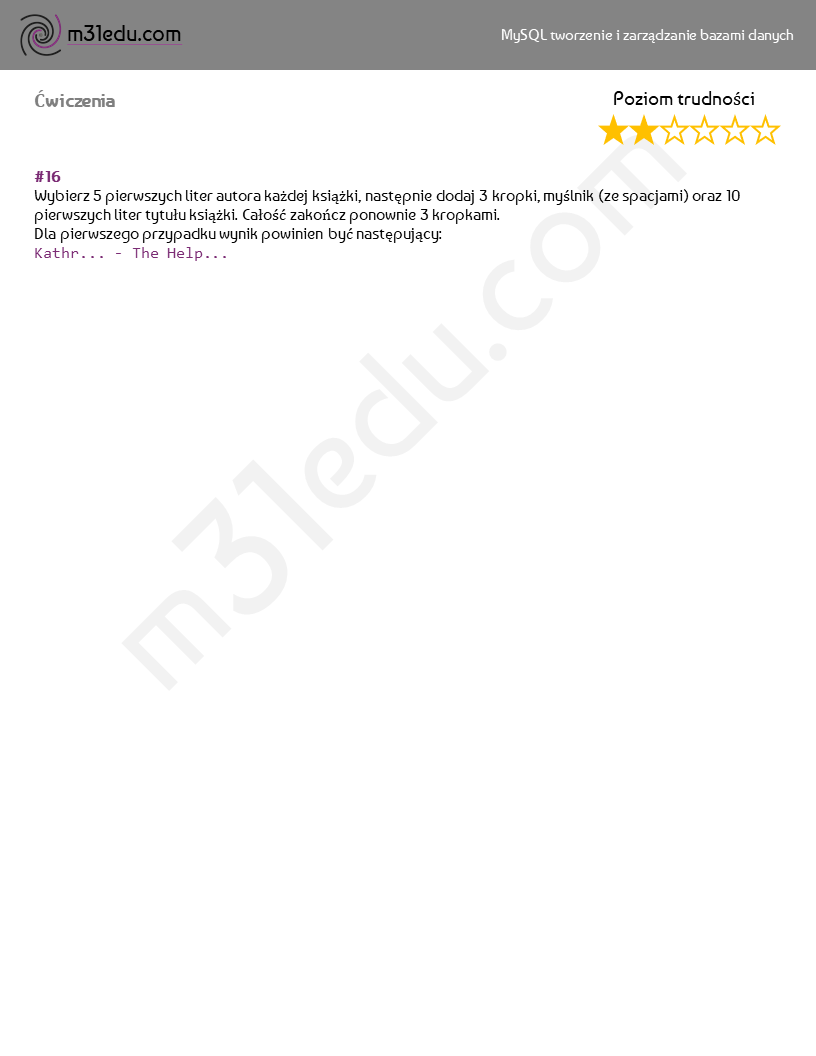 m31edu.com
MySQL tworzenie i zarządzanie bazami danych
Ćwiczenia
Poziom trudności
#16
Wybierz 5 pierwszych liter autora każdej książki, następnie dodaj 3 kropki, myślnik (ze spacjami) oraz 10
pierwszych liter tytułu książki. Całość zakończ ponownie 3 kropkami.
Dla pierwszego przypadku wynik powinien być następujący:
Kathr... - The Help...
m31edu.com